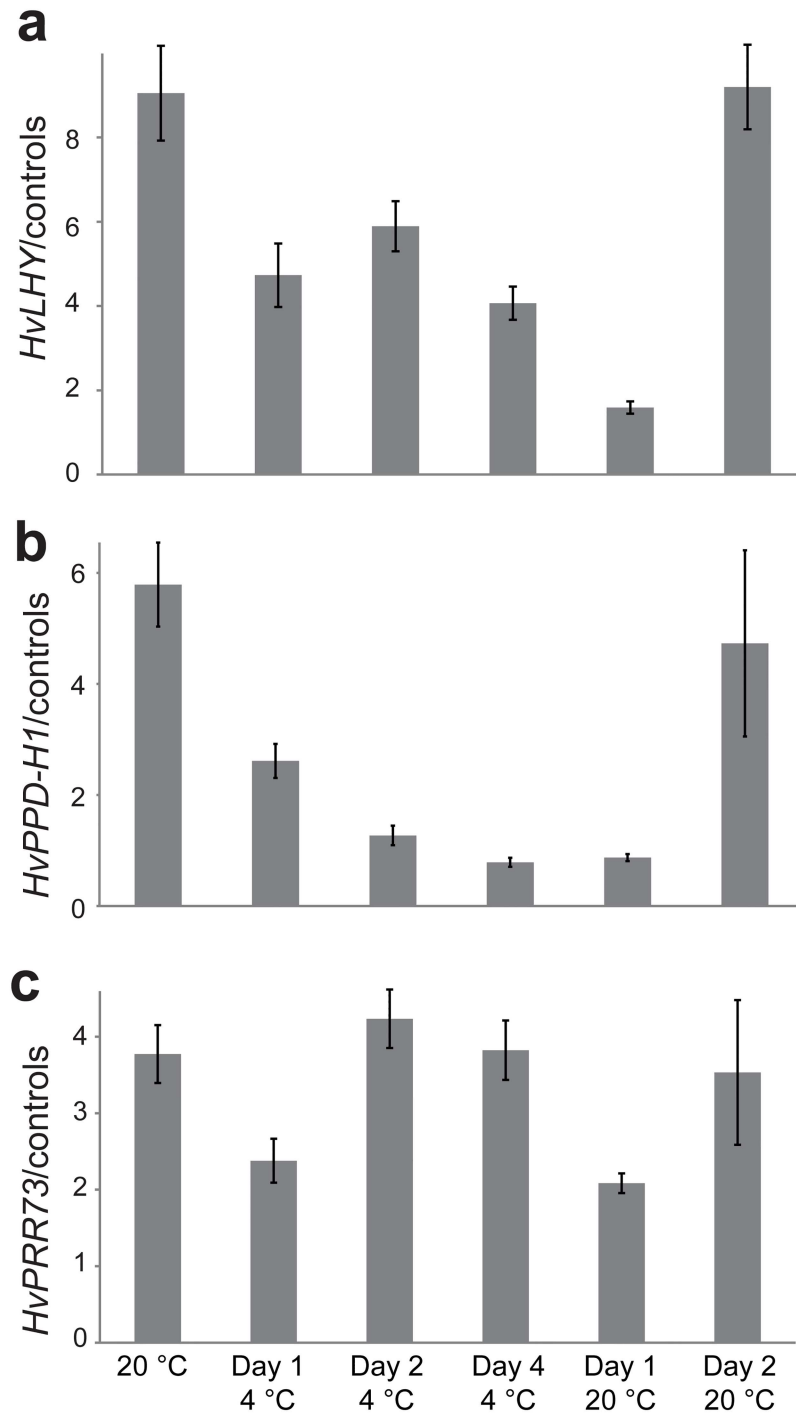 a
HvLHY/controls
8
6
4
2
0
b
HvPPD-H1/controls
6
4
2
0
c
HvPRR73/controls
4
3
2
1
0
20 °C Day 1 Day 2 Day 4 Day 1 Day 2
4 °C 4 °C 4 °C 20 °C 20 °C